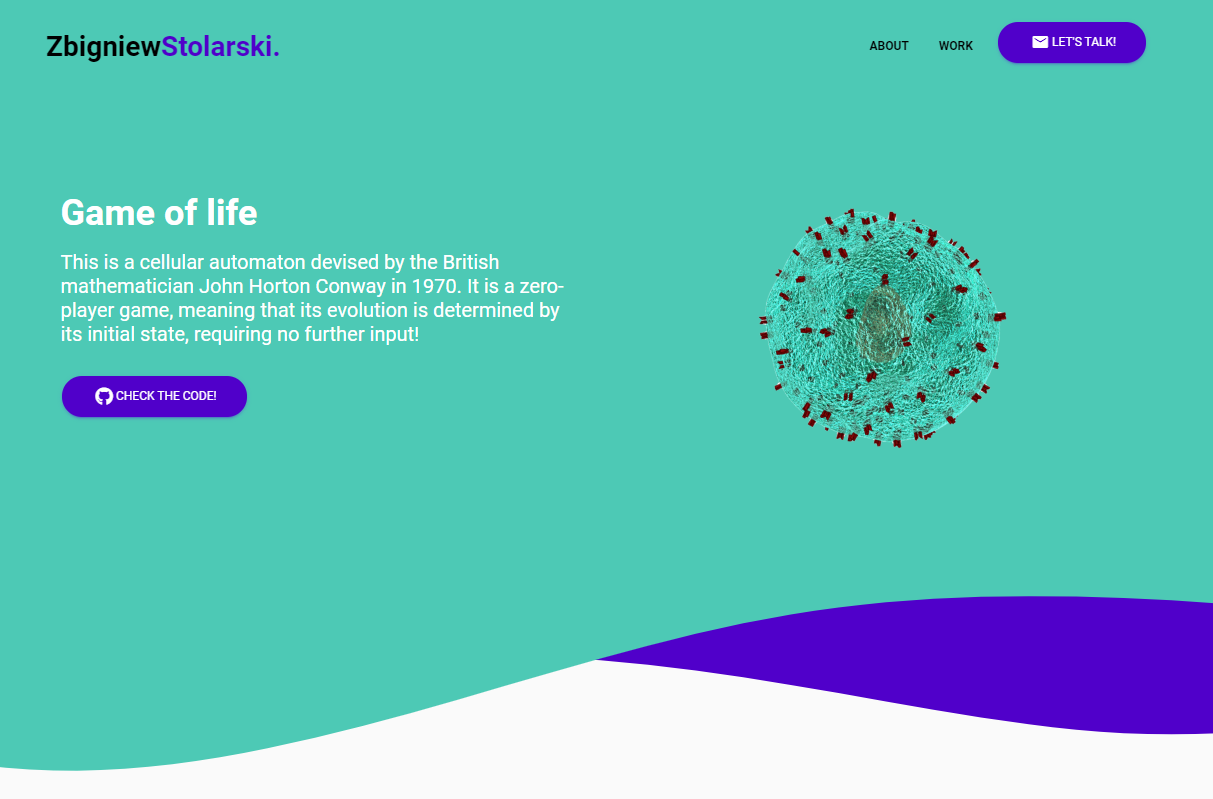 ZbigniewStolarski.
ABOUT
WORK
LET'S TALK!
Game of life
This is a cellular automaton devised by the British
mathematician John Horton Conway in 1970. It is a zero-
player game, meaning that its evolution is determined by
its initial state, requiring no further input!
CHECK THE CODE!